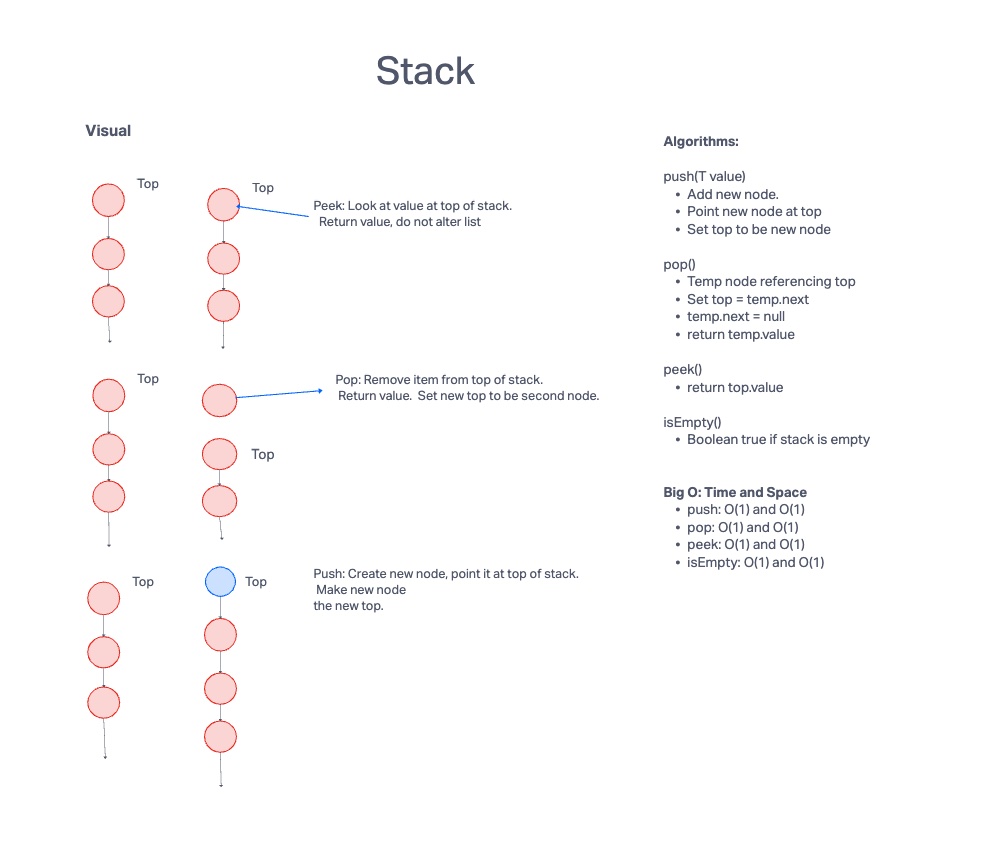 Stack
Visual
Top
Top
Peek: Look at value at top of stack.
Return value, do not alter list
Top
Pop: Remove item from top of stack.
Return value. Set new top to be second node.
Top
Top
Top
Push: Create new node, point it at top of stack.
Make new node
the new top.
Algorithms:
push(T value)
• Add new node.
• Point new node at top
• Set top to be new node
pop()
• Temp node referencing top
• Set top = temp.next
• temp.next = null
• return temp.value
peek()
• return top.value
isEmpty()
• Boolean true if stack is empty
Big O: Time and Space
• push: O(1) and O(1)
• pop: O(1) and O(1)
• peek: O(1) and O(1)
• isEmpty: O(1) and O(1)